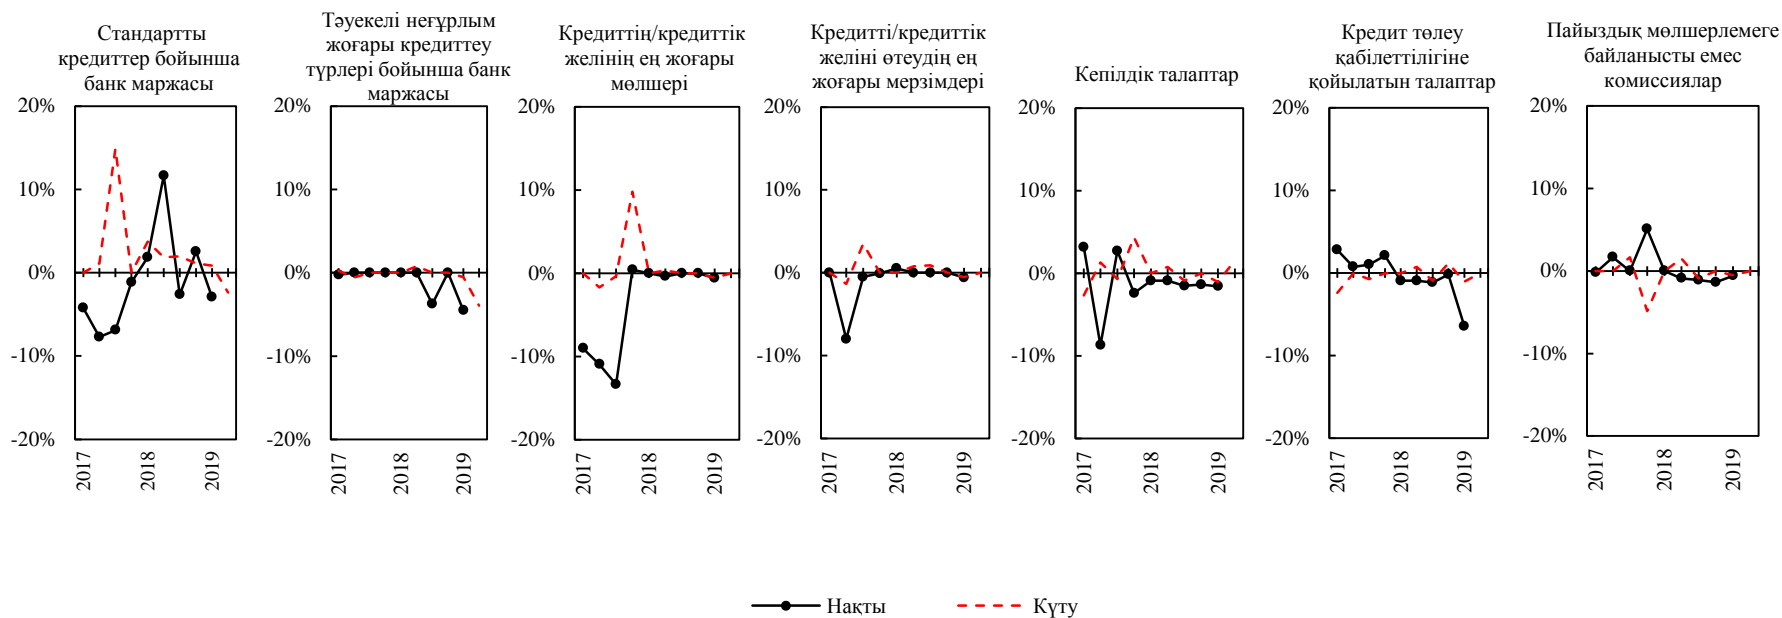 Стандартты
кредиттер бойынша
банк маржасы
20%
10%
0%
-10%
-20%
2017
2018
2019
Тәуекелі неғұрлым
жоғары кредиттеу
түрлері бойынша банк
маржасы
20%
10%
0%
-10%
-20%
2017
2018
2019
Кредиттің/кредиттік
желінің ең жоғары
мөлшері
20%
10%
0%
-10%
-20%
2017
2018
2019
Кредитті/кредиттік
желіні өтеудің ең
жоғары мерзімдері
20%
10%
0%
-10%
-20%
2017
2018
2019
Кепілдік талаптар
20%
10%
0%
-10%
-20%
2017
2018
2019
Кредит төлеу
қабілеттілігіне
қойылатын талаптар
20%
10%
0%
-10%
-20%
2017
2018
2019
Пайыздық мөлшерлемеге
байланысты емес
комиссиялар
20%
10%
0%
-10%
-20%
2017
2018
2019
Нақты
Күту